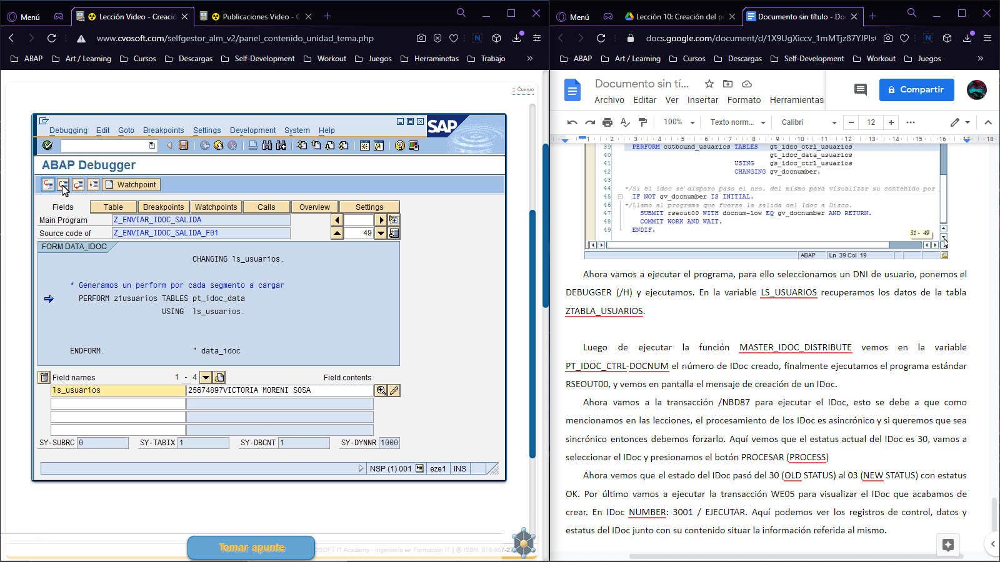 Menú
Lección Video - Creació
Publicaciones Video - C
www.cvosoft.com/selfgestor_alm_v2/panel_contenido_unidad_tema.php
ABAP
Art / Learning
Cursos
Descargas
Self-Development
Workout
Juegos
Herraminetas
Trabajo
Cuerpo
Debugging Edit Goto Breakpoints Settings Development System Help
SAP
ABAP Debugger
Watchpoint
Fields Table Breakpoints Watchpoints Calls Overview Settings
Main Program Z_ENVIAR_IDOC_SALIDA
Source code of Z_ENVIAR_IDOC_SALIDA_F01 49
FORM DATA_IDOC
CHANGING ls_usuarios.
* Generamos un perform por cada segmento a cargar
PERFORM z1usuarios TABLES pt_idoc_data
USING ls_usuarios.
ENDFORM. " data_idoc
Field names 1 - 4 Field contents
ls_usuarios 25674897VICTORIA MORENI SOSA
SY-SUBRC 0 SY-TABIX 1 SY-DBCNT 1 SY-DYNNR 1000
NSP (1) 001 eze1 INS
Tomar apunte
OSOFT IT Academy - Ingeniería en Formación IT | ® ISBN: 978-987-27
Menú
Lección 10: Creación del p
Documento sin título - Do
docs.google.com/document/d/1X9UgXiccv_1mMTjz87YJPIs
ABAP
Art / Learning
Cursos
Descargas
Self-Development
Workout
Juegos
Documento sin tí...
Archivo Editar Ver Insertar Formato Herramientas
Compartir
100% Texto norm... Calibri 12
1 2 3 4 5 6 7 8 9 10 11 12 13 14 15 16 17 18
39 PERFORM outbound_usuarios TABLES gt_idoc_ctrl_usuarios
40 gt_idoc_data_usuarios
41 USING gs_idoc_ctrl_usuarios
42 CHANGING gv_docnumber.
43
44 */Si el Idoc se disparo paso el nro. del mismo para visualizar su contenido por
45 IF NOT gv_docnumber IS INITIAL.
46 */Llamo al programa que fuerza la salida del Idoc a Disco.
47 SUBMIT rseout00 WITH docnum-low EQ gv_docnumber AND RETURN.
48 COMMIT WORK AND WAIT.
49 ENDIF.
31 - 49
ABAP Ln 39 Col 19
Ahora vamos a ejecutar el programa, para ello seleccionamos un DNI de usuario, ponemos el
DEBUGGER (/H) y ejecutamos. En la variable LS_USUARIOS recuperamos los datos de la tabla
ZTABLA_USUARIOS.
Luego de ejecutar la función MASTER_IDOC_DISTRIBUTE vemos en la variable
PT_IDOC_CTRL-DOCNUM el número de IDoc creado, finalmente ejecutamos el programa estándar
RSEOUT00, y vemos en pantalla el mensaje de creación de un IDoc.
Ahora vamos a la transacción /NBD87 para ejecutar el IDoc, esto se debe a que como
mencionamos en las lecciones, el procesamiento de los IDoc es asincrónico y si queremos que sea
sincrónico entonces debemos forzarlo. Aquí vemos que el estatus actual del IDoc es 30, vamos a
seleccionar el IDoc y presionamos el botón PROCESAR (PROCESS)
Ahora vemos que el estado del IDoc pasó del 30 (OLD STATUS) al 03 (NEW STATUS) con estatus
OK. Por último vamos a ejecutar la transacción WE05 para visualizar el IDoc que acabamos de
crear. En IDoc NUMBER: 3001 / EJECUTAR. Aquí podemos ver los registros de control, datos y
estatus del IDoc junto con su contenido situar la información referida al mismo.